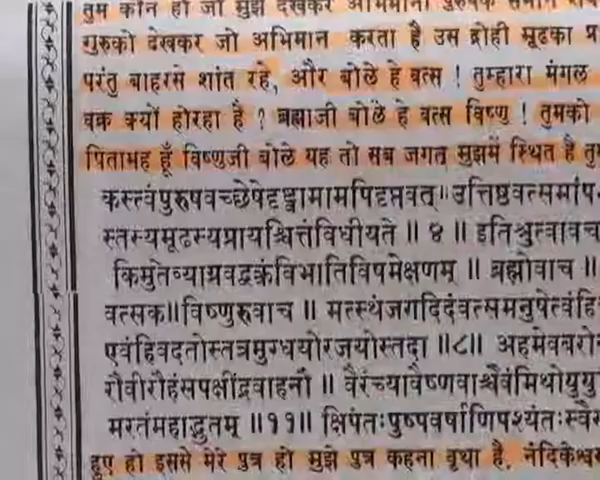 तुम कौन हो जो मुझे देखकर अभिमानी पुरुषके समान
गुरुको देखकर जो अभिमान करता है उस द्रोही मूढका प्र
परंतु बाहरसे शांत रहे, और बोले हे वत्स ! तुम्हारा मंगल
वक क्यों होरहा है ? ब्रह्माजी बोले हे वत्स विष्णु ! तुमको
पितामह हूँ विष्णुजी बोले यह तो सब जगत् मुझमें स्थित है तु
कस्त्वंपुरुषवच्छेषेदृष्ट्वामामपिदृप्तवत्॥उत्तिष्ठवत्समांप
स्तस्यमूढस्यप्रायश्चित्तंविधीयते ॥ ४ ॥ इतिश्रुत्वावच
किमुतेव्याग्रवद्वक्रंविभातिविषमेक्षणम् ॥ ब्रह्मोवाच ॥
वत्सक॥विष्णुरुवाच ॥ मत्स्थंजगदिदंवत्समनुषेत्वंहि
एवंहिवदतोस्तत्रमुग्धयोरजयोस्तदा ॥८॥ अहमेवबरो
रौवीरौहंसपक्षींद्रवाहनौ ॥ वैरंच्यावैष्णवाश्चैवंमिथोयुयु
मरतंमहाद्भुतम् ॥११॥ क्षिपंतःपुष्पवर्षाणिपश्यंतःस्वैर
हुए हो इससे मेरे पुत्र हो मुझे पुत्र कहना वृथा है. नंदिकेश्व